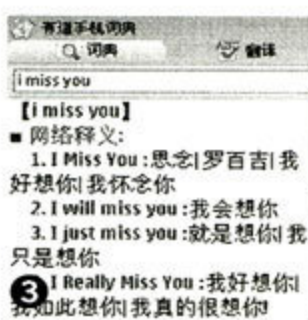 有道手机词典
词典 翻译
i miss you
【i miss you】
■ 网络释义:
1. I Miss You :思念| 罗百吉| 我
好想你| 我怀念你
2. I will miss you :我会想你
3. I just miss you :就是想你| 我
只是想你
3 I Really Miss You :我好想你|
我如此想你| 我真的很想你